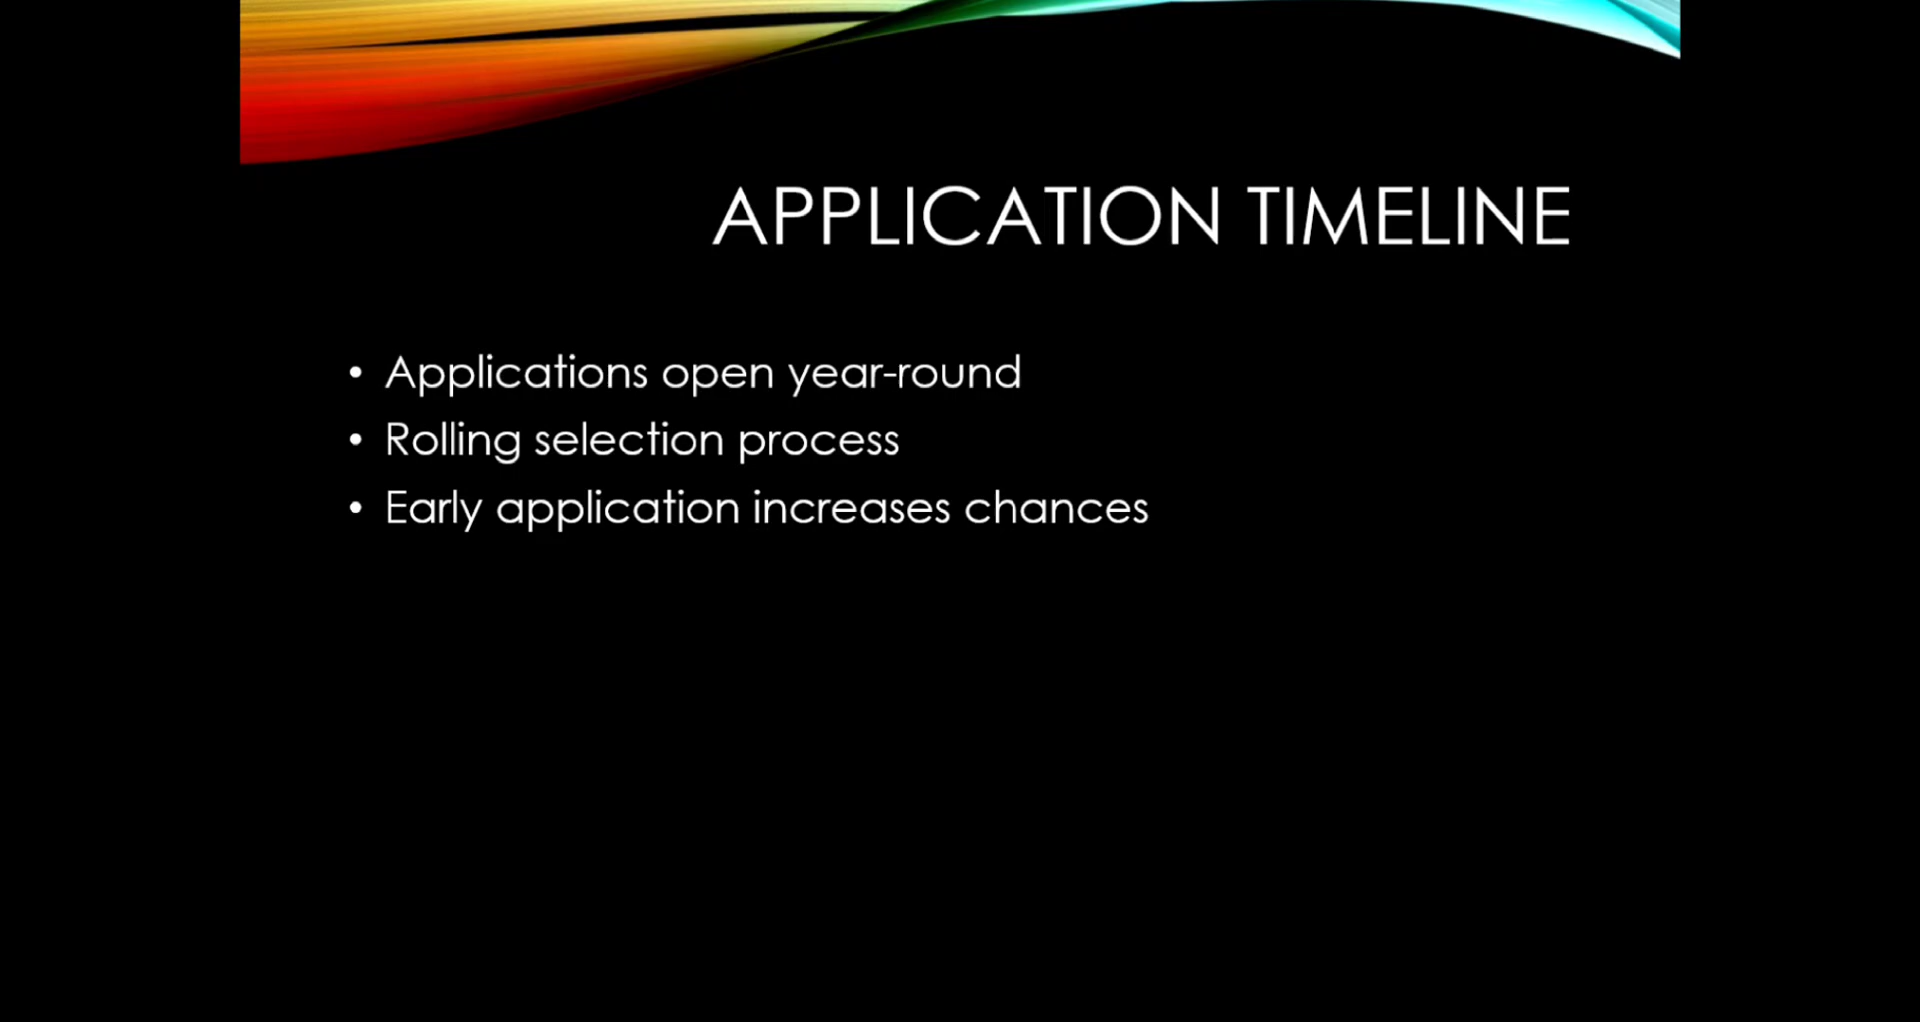 APPLICATION TIMELINE
• Applications open year-round
• Rolling selection process
• Early application increases chances